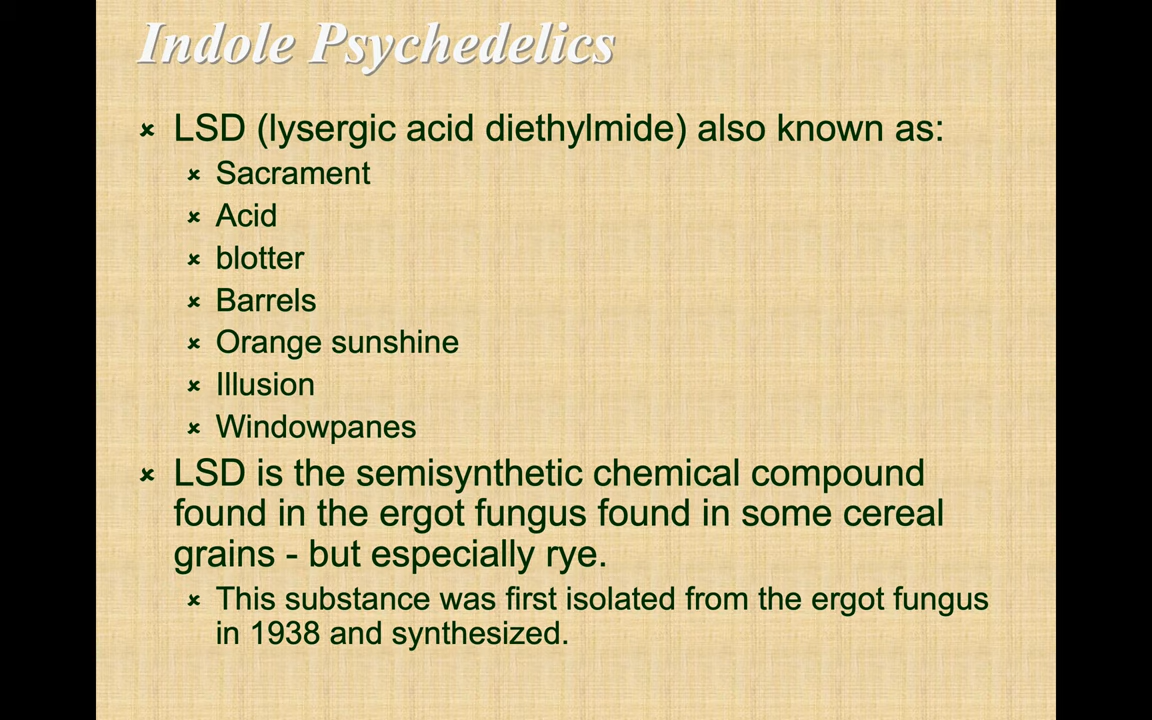 Indole Psychedelics
LSD (lysergic acid diethylmide) also known as:
Sacrament
Acid
blotter
Barrels
Orange sunshine
Illusion
Windowpanes
LSD is the semisynthetic chemical compound
found in the ergot fungus found in some cereal
grains - but especially rye.
This substance was first isolated from the ergot fungus
in 1938 and synthesized.